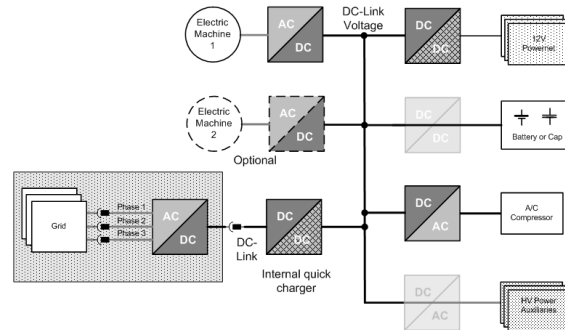 Electric
Machine
1
AC
DC
DC-Link
Voltage
DC
DC
12V
Powernet
Electric
Machine
2
AC
DC
Optional
DC
DC
Battery or Cap
Grid
Phase 1
Phase 2
Phase 3
AC
DC
DC-
Link
DC
DC
Internal quick
charger
DC
AC
A/C
Compressor
DC
AC
HV Power
Auxiliaries